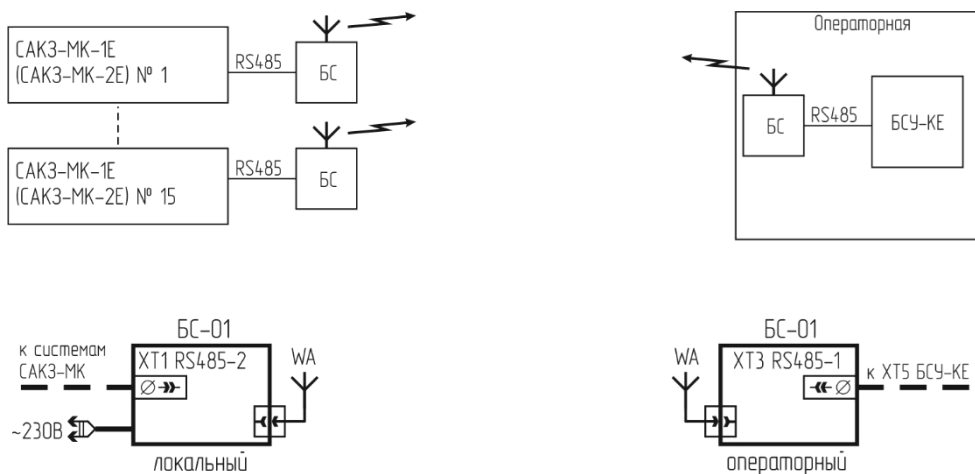 САКЗ-МК-1Е
(САКЗ-МК-2Е) № 1
RS485
БС
САКЗ-МК-1Е
(САКЗ-МК-2Е) № 15
RS485
БС
Операторная
БС
RS485
БСУ-КЕ
БС-01
к системам
САКЗ-МК
XT1 RS485-2
WA
~230В
локальный
БС-01
WA
XT3 RS485-1
к XT5 БСУ-КЕ
операторный